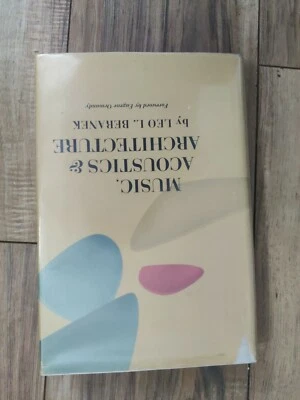 MUSIC,
ACOUSTICS &
ARCHITECTURE
by LEO L. BERANEK
Foreword by Eugene Ormandy